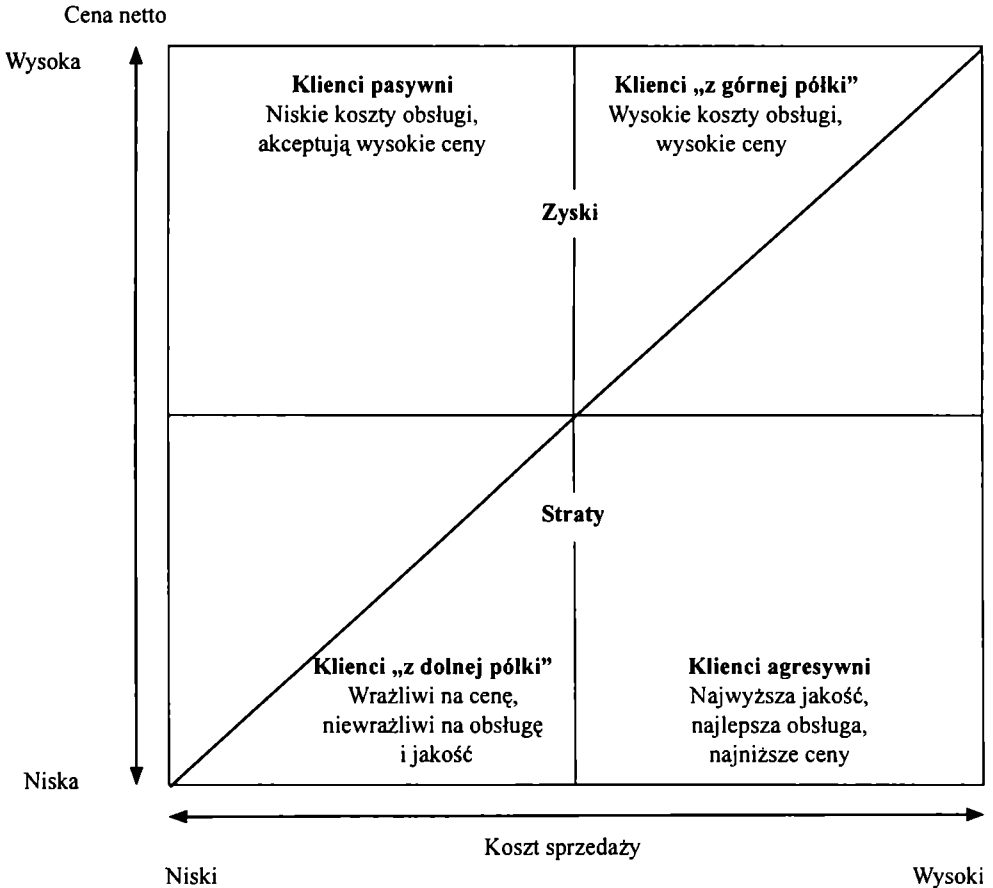 Cena netto
Wysoka
Klienci pasywni
Niskie koszty obsługi,
akceptują wysokie ceny
Klienci „z górnej półki”
Wysokie koszty obsługi,
wysokie ceny
Zyski
Straty
Klienci „z dolnej półki”
Wrażliwi na cenę,
niewrażliwi na obsługę
i jakość
Klienci agresywni
Najwyższa jakość,
najlepsza obsługa,
najniższe ceny
Niska
Koszt sprzedaży
Niski
Wysoki